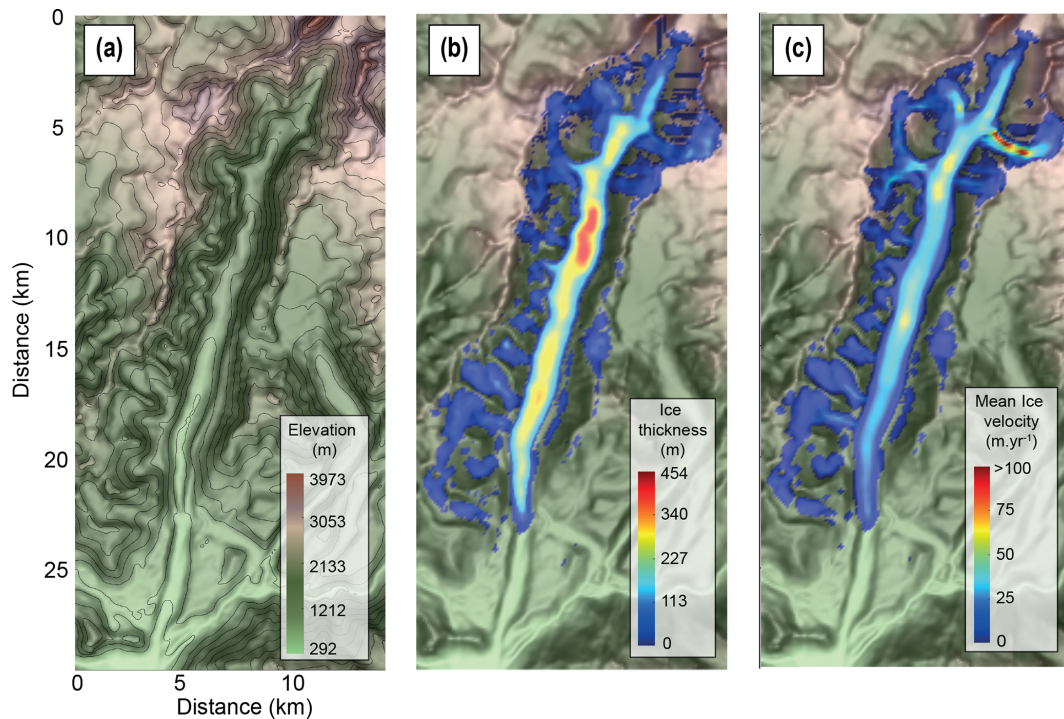 (a)
(b)
(c)
0
5
10
15
20
25
Distance (km)
Elevation
(m)
3973
3053
2133
1212
292
0
5
10
Distance (km)
Ice
thickness
(m)
454
340
227
113
0
Mean Ice
velocity
(m.yr⁻¹)
>100
75
50
25
0